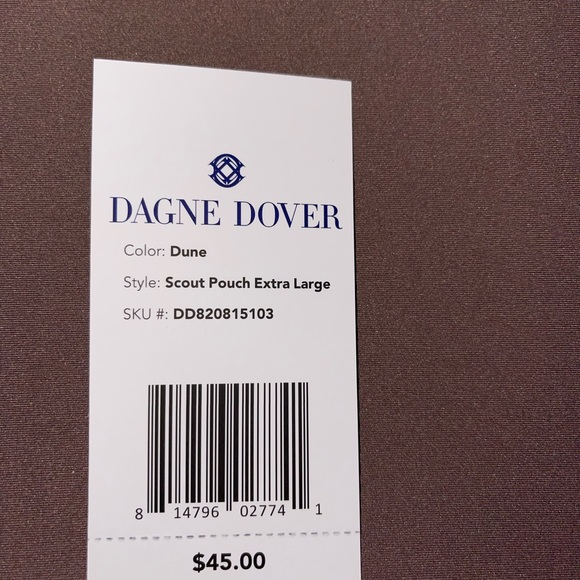 DAGNE DOVER
Color: Dune
Style: Scout Pouch Extra Large
SKU #: DD820815103
8 14796 02774 1
$45.00